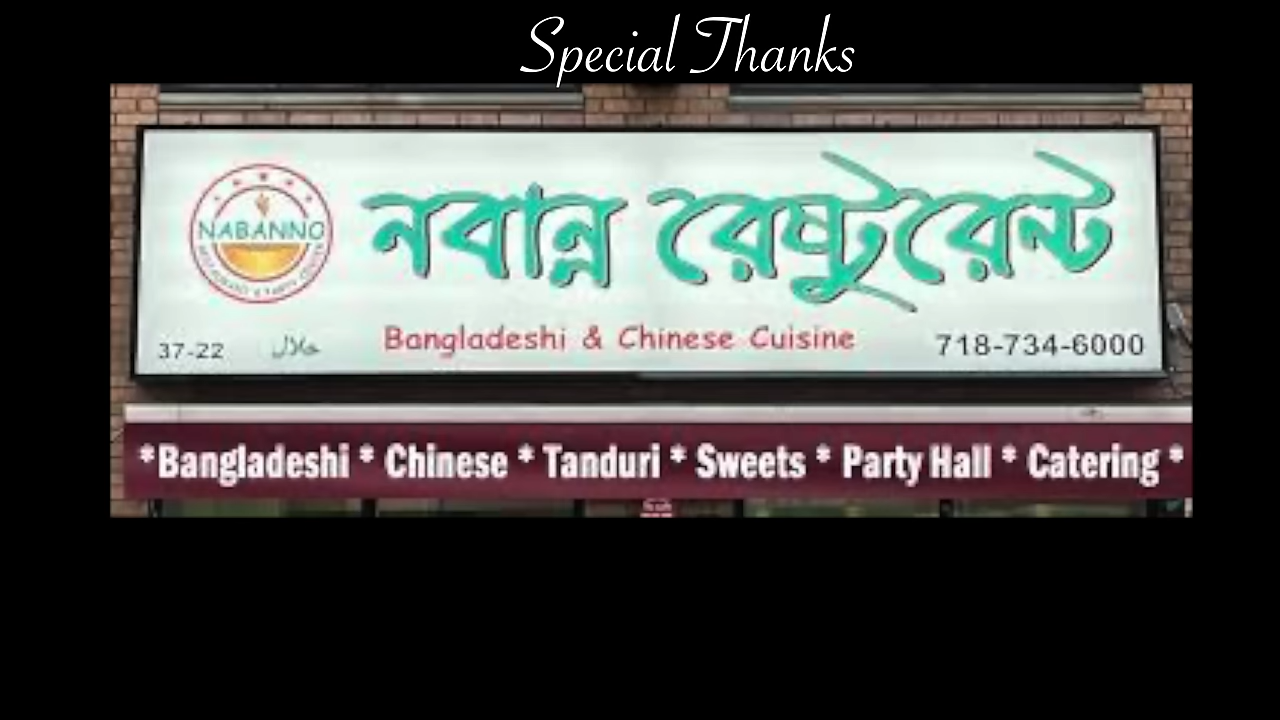 Special Thanks
NABANNO
নবান্ন রেষ্টুরেন্ট
37-22 حلال Bangladeshi & Chinese Cuisine 718-734-6000
*Bangladeshi * Chinese * Tanduri * Sweets * Party Hall * Catering *